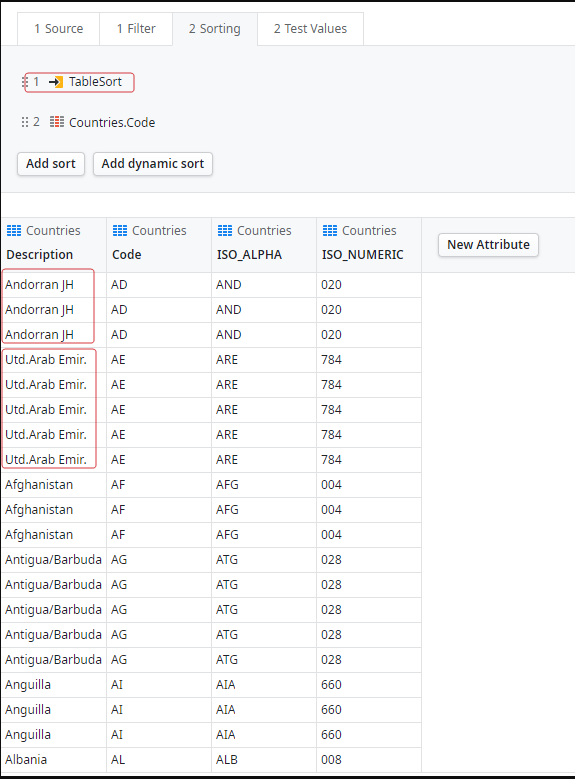 1 Source 1 Filter 2 Sorting 2 Test Values
1 TableSort
2 Countries.Code
Add sort Add dynamic sort
Countries Countries Countries Countries
Description Code ISO_ALPHA ISO_NUMERIC New Attribute
Andorran JH AD AND 020
Andorran JH AD AND 020
Andorran JH AD AND 020
Utd.Arab Emir. AE ARE 784
Utd.Arab Emir. AE ARE 784
Utd.Arab Emir. AE ARE 784
Utd.Arab Emir. AE ARE 784
Utd.Arab Emir. AE ARE 784
Afghanistan AF AFG 004
Afghanistan AF AFG 004
Afghanistan AF AFG 004
Antigua/Barbuda AG ATG 028
Antigua/Barbuda AG ATG 028
Antigua/Barbuda AG ATG 028
Antigua/Barbuda AG ATG 028
Antigua/Barbuda AG ATG 028
Anguilla AI AIA 660
Anguilla AI AIA 660
Anguilla AI AIA 660
Albania AL ALB 008